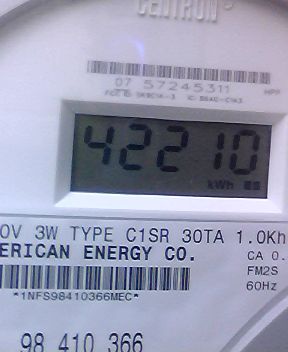 CENTRON®
07 57245311
HPP
42210
kWh
0V 3W TYPE C1SR 30TA 1.0Kh
ERICAN ENERGY CO.
CA 0.
FM2S
60Hz
*1NFS98410366MEC*
98 410 366